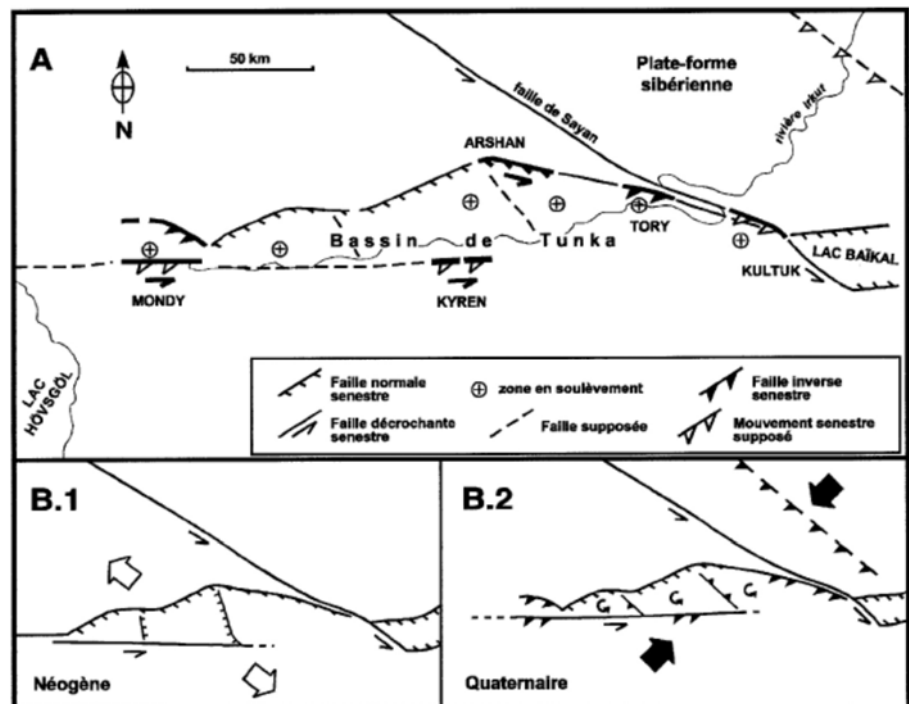 A
50 km
N
Plate-forme
sibérienne
faille de Sayan
rivière Irkur
ARSHAN
Bassin de Tunka
TORY
LAC BAÏKAL
KULTUK
MONDY
KYREN
LAC
HÖVSGÖL
Faille normale
senestre
zone en soulèvement
Faille inverse
senestre
Faille décrochante
senestre
Faille supposée
Mouvement senestre
supposé
B.1
Néogène
B.2
Quaternaire